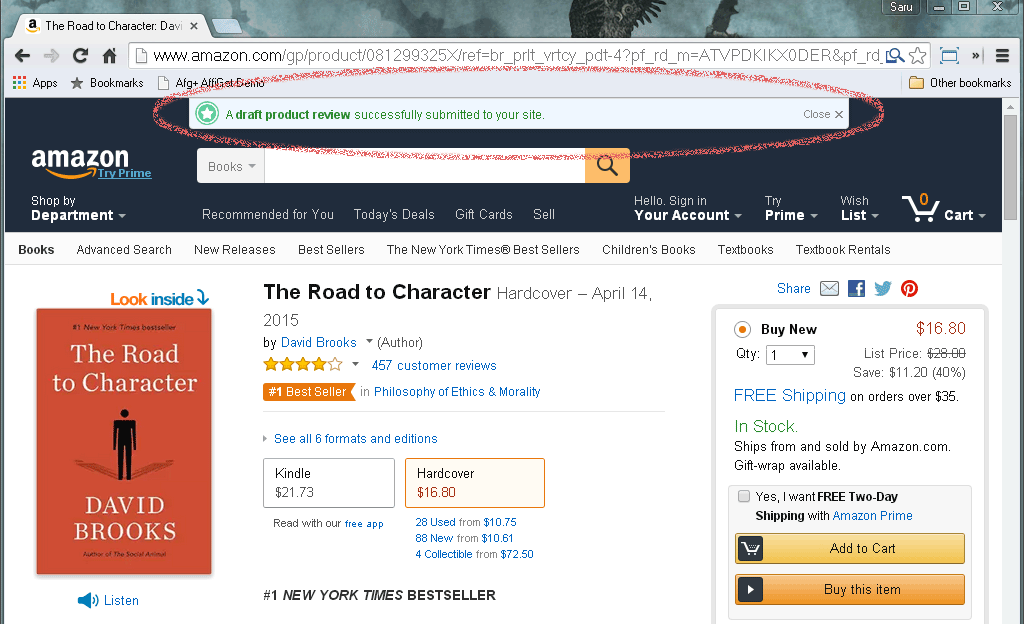 Saru
The Road to Character: Davi
www.amazon.com/gp/product/081299325X/ref=br_prlt_vrtcy_pdt-4?pf_rd_m=ATVPDKIKX0DER&pf_rd_
Apps Bookmarks Afg+ AffiGet Demo Other bookmarks
A draft product review successfully submitted to your site. Close
amazon
Try Prime
Books
Shop by
Department
Recommended for You Today's Deals Gift Cards Sell
Hello. Sign in
Your Account
Try
Prime
Wish
List
0
Cart
Books Advanced Search New Releases Best Sellers The New York Times® Best Sellers Children's Books Textbooks Textbook Rentals
Look inside
#1 New York Times bestseller
The Road
to Character
DAVID
BROOKS
Author of The Social Animal
Listen
The Road to Character Hardcover – April 14,
2015
by David Brooks (Author)
457 customer reviews
#1 Best Seller in Philosophy of Ethics & Morality
See all 6 formats and editions
Kindle
$21.73
Read with our free app
Hardcover
$16.80
28 Used from $10.75
88 New from $10.61
4 Collectible from $72.50
#1 NEW YORK TIMES BESTSELLER
Share
Buy New $16.80
Qty: 1 List Price: $28.00
Save: $11.20 (40%)
FREE Shipping on orders over $35.
In Stock.
Ships from and sold by Amazon.com.
Gift-wrap available.
Yes, I want FREE Two-Day
Shipping with Amazon Prime
Add to Cart
Buy this item